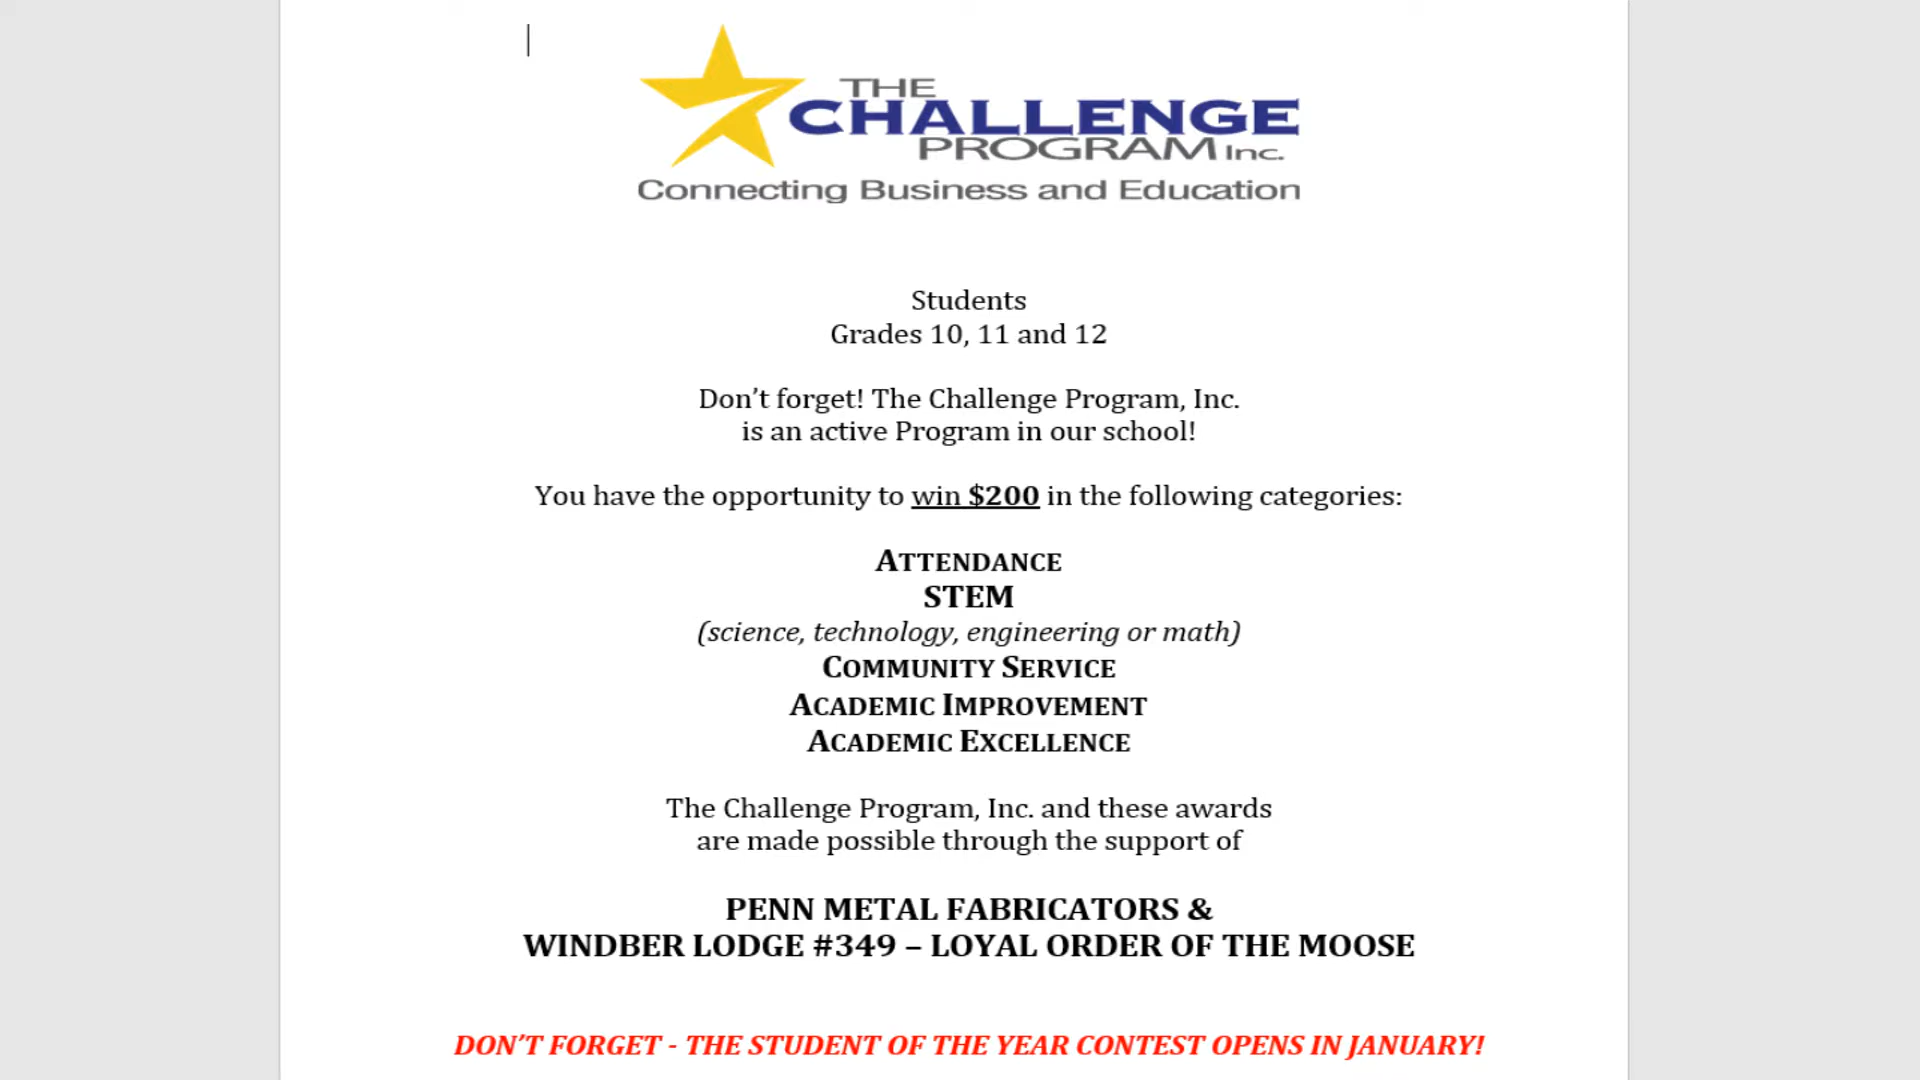 THE
CHALLENGE
PROGRAM Inc.
Connecting Business and Education
Students
Grades 10, 11 and 12
Don’t forget! The Challenge Program, Inc.
is an active Program in our school!
You have the opportunity to win $200 in the following categories:
ATTENDANCE
STEM
(science, technology, engineering or math)
COMMUNITY SERVICE
ACADEMIC IMPROVEMENT
ACADEMIC EXCELLENCE
The Challenge Program, Inc. and these awards
are made possible through the support of
PENN METAL FABRICATORS &
WINDBER LODGE #349 – LOYAL ORDER OF THE MOOSE
DON’T FORGET - THE STUDENT OF THE YEAR CONTEST OPENS IN JANUARY!